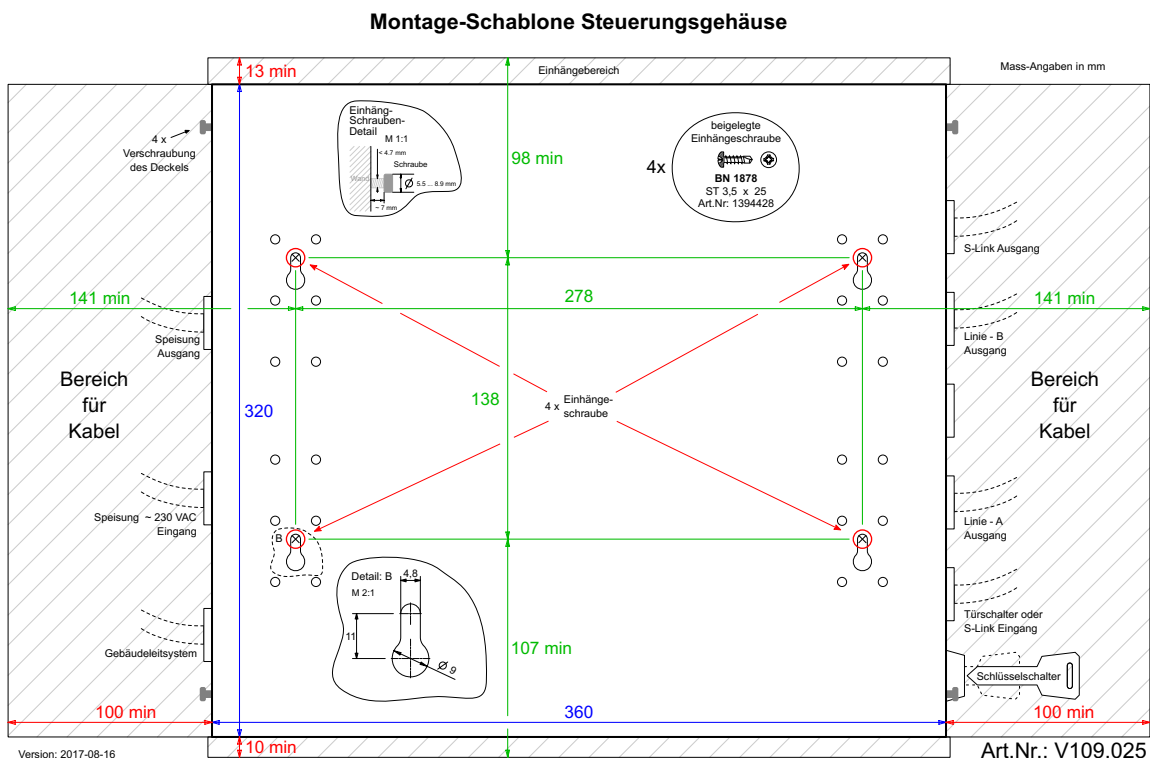 Montage-Schablone Steuerungsgehäuse
13 min
Einhängebereich
Mass-Angaben in mm
4 x
Verschraubung
des Deckels
Einhäng-
Schrauben-
Detail
M 1:1
< 4.7 mm
Schraube
Wand
Ø 5.5 ... 8.9 mm
~ 7 mm
98 min
4x
beigelegte
Einhängeschraube
BN 1878
ST 3,5 x 25
Art.Nr: 1394428
S-Link Ausgang
141 min
278
141 min
Speisung
Ausgang
Linie - B
Ausgang
Bereich
für
Kabel
320
138
4 x Einhänge-
schraube
Bereich
für
Kabel
Speisung ~ 230 VAC
Eingang
B
Linie - A
Ausgang
Detail: B
M 2:1
4,8
11
Ø 9
107 min
Türschalter oder
S-Link Eingang
Gebäudeleitsystem
Schlüsselschalter
100 min
360
100 min
10 min
Version: 2017-08-16
Art.Nr.: V109.025